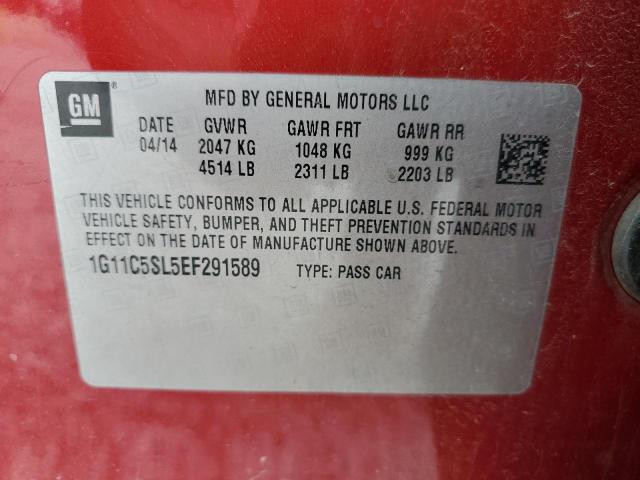 GM ® MFD BY GENERAL MOTORS LLC
DATE GVWR GAWR FRT GAWR RR
04/14 2047 KG 1048 KG 999 KG
4514 LB 2311 LB 2203 LB
THIS VEHICLE CONFORMS TO ALL APPLICABLE U.S. FEDERAL MOTOR
VEHICLE SAFETY, BUMPER, AND THEFT PREVENTION STANDARDS IN
EFFECT ON THE DATE OF MANUFACTURE SHOWN ABOVE.
1G11C5SL5EF291589 TYPE: PASS CAR